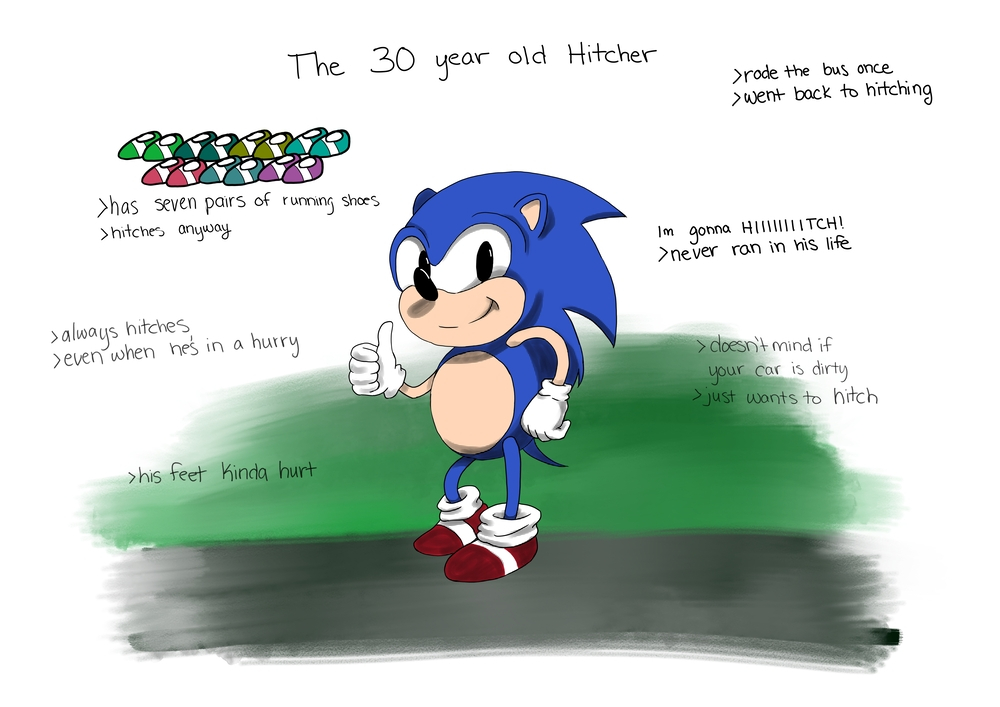 The 30 year old Hitcher
>rode the bus once
>went back to hitching
>has seven pairs of running shoes
>hitches anyway
Im gonna HIIIIIIIITCH!
>never ran in his life
>always hitches
>even when he's in a hurry
>doesn't mind if
your car is dirty
>just wants to hitch
>his feet kinda hurt